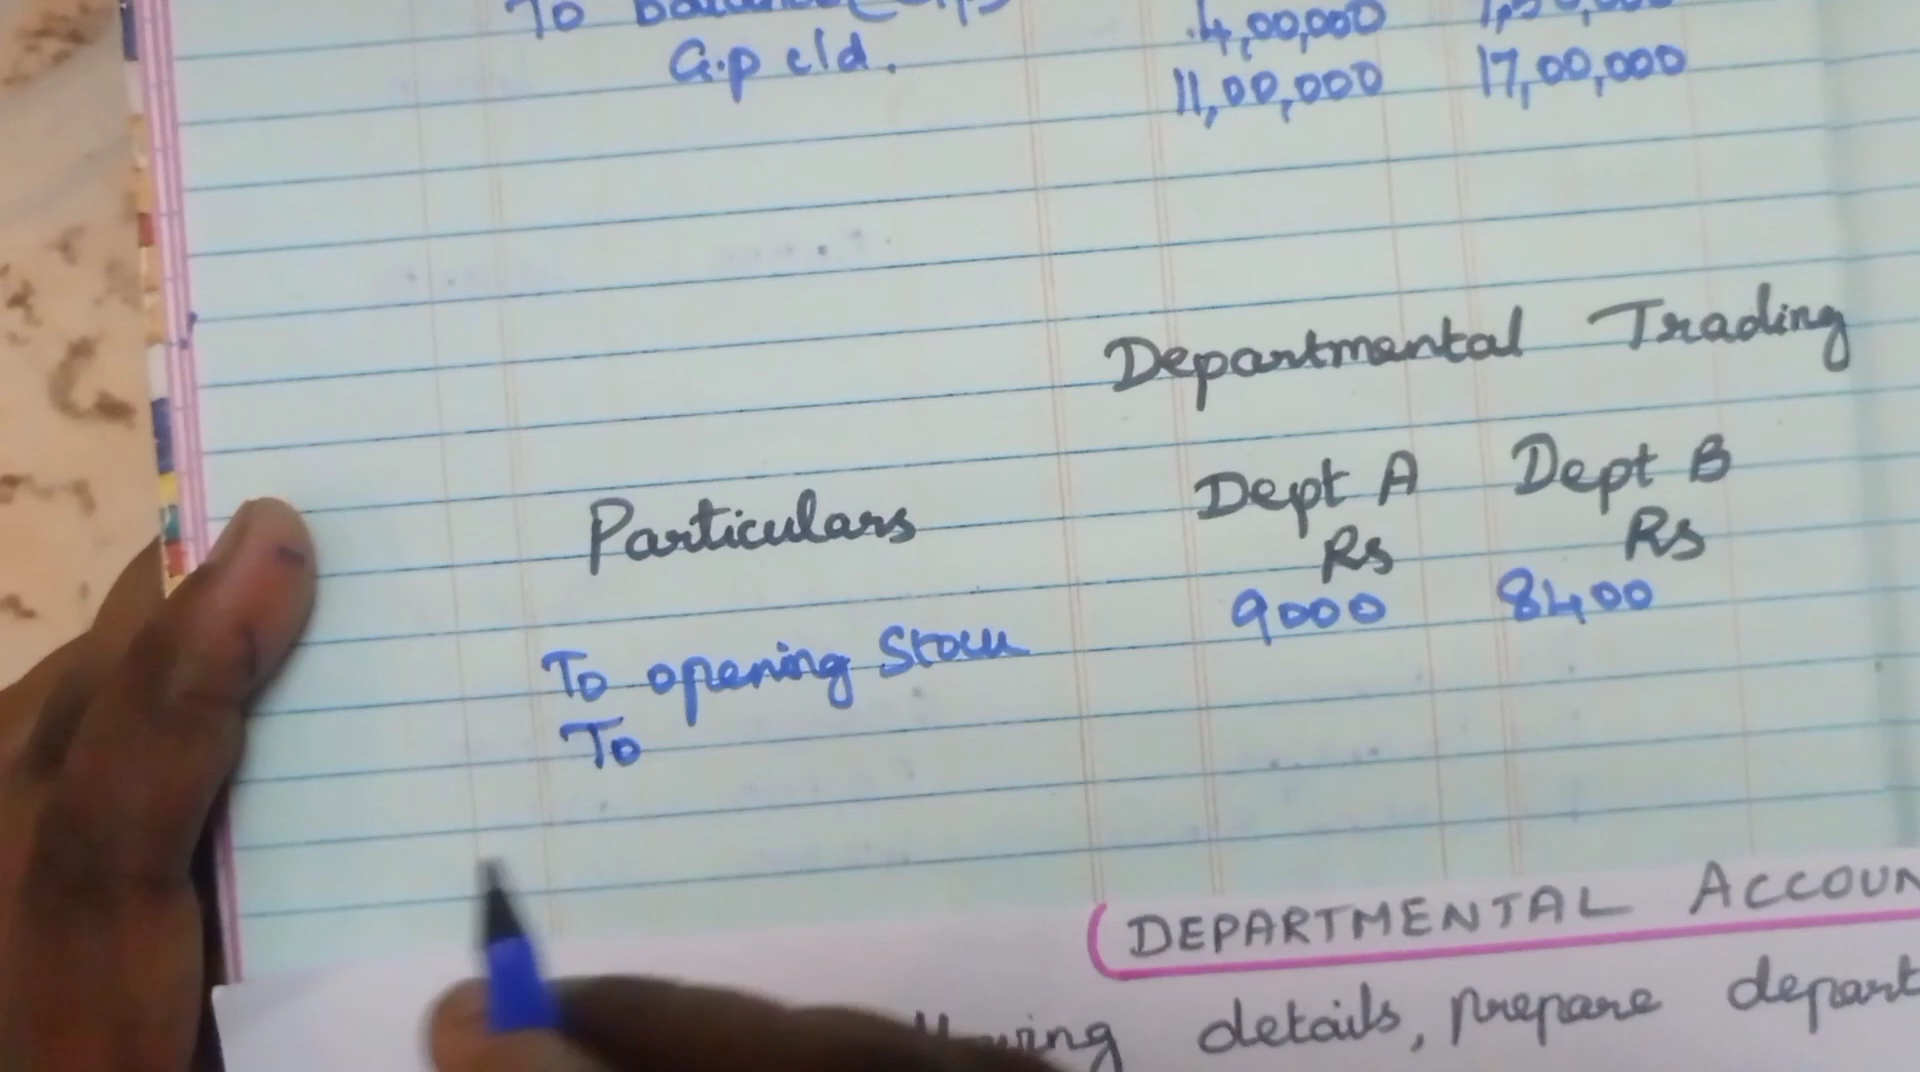 To 4,00,000
G.p c/d. 11,00,000 17,00,000
Departmental Trading
Particulars Dept A Dept B
Rs Rs
To opening Stock 9000 8400
To
DEPARTMENTAL ACCOUN
details, prepare depart